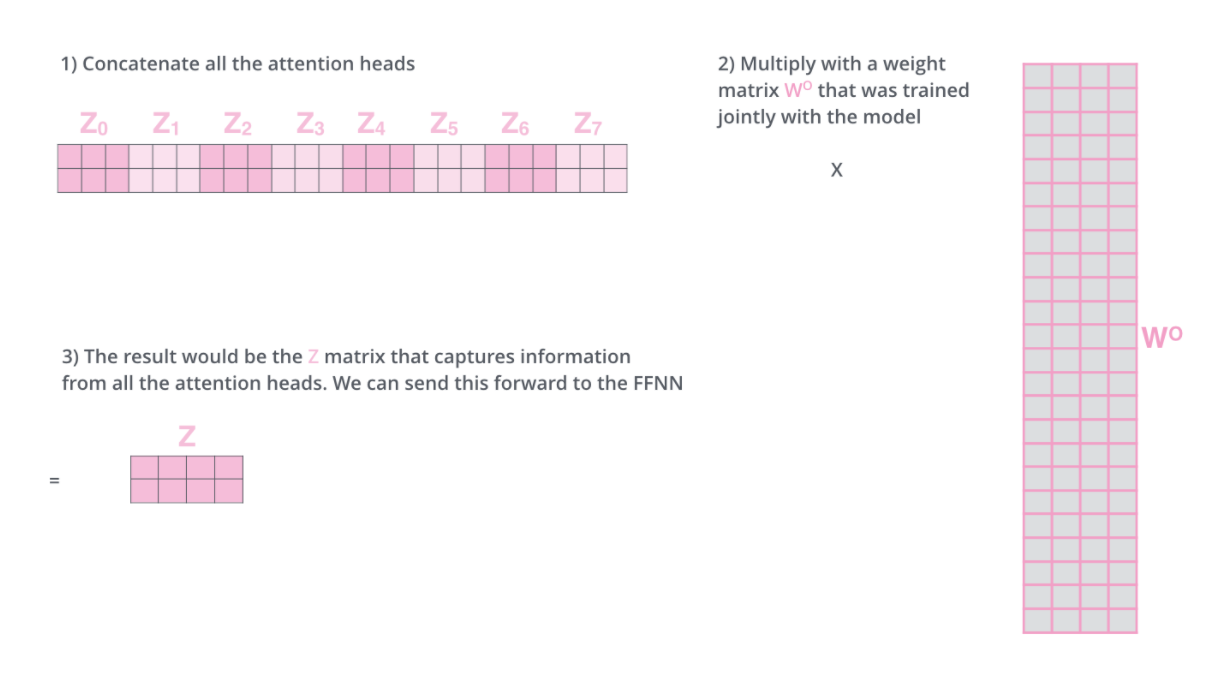 1) Concatenate all the attention heads
Z0 Z1 Z2 Z3 Z4 Z5 Z6 Z7
2) Multiply with a weight
matrix W^O that was trained
jointly with the model
X
W^O
3) The result would be the Z matrix that captures information
from all the attention heads. We can send this forward to the FFNN
Z
=